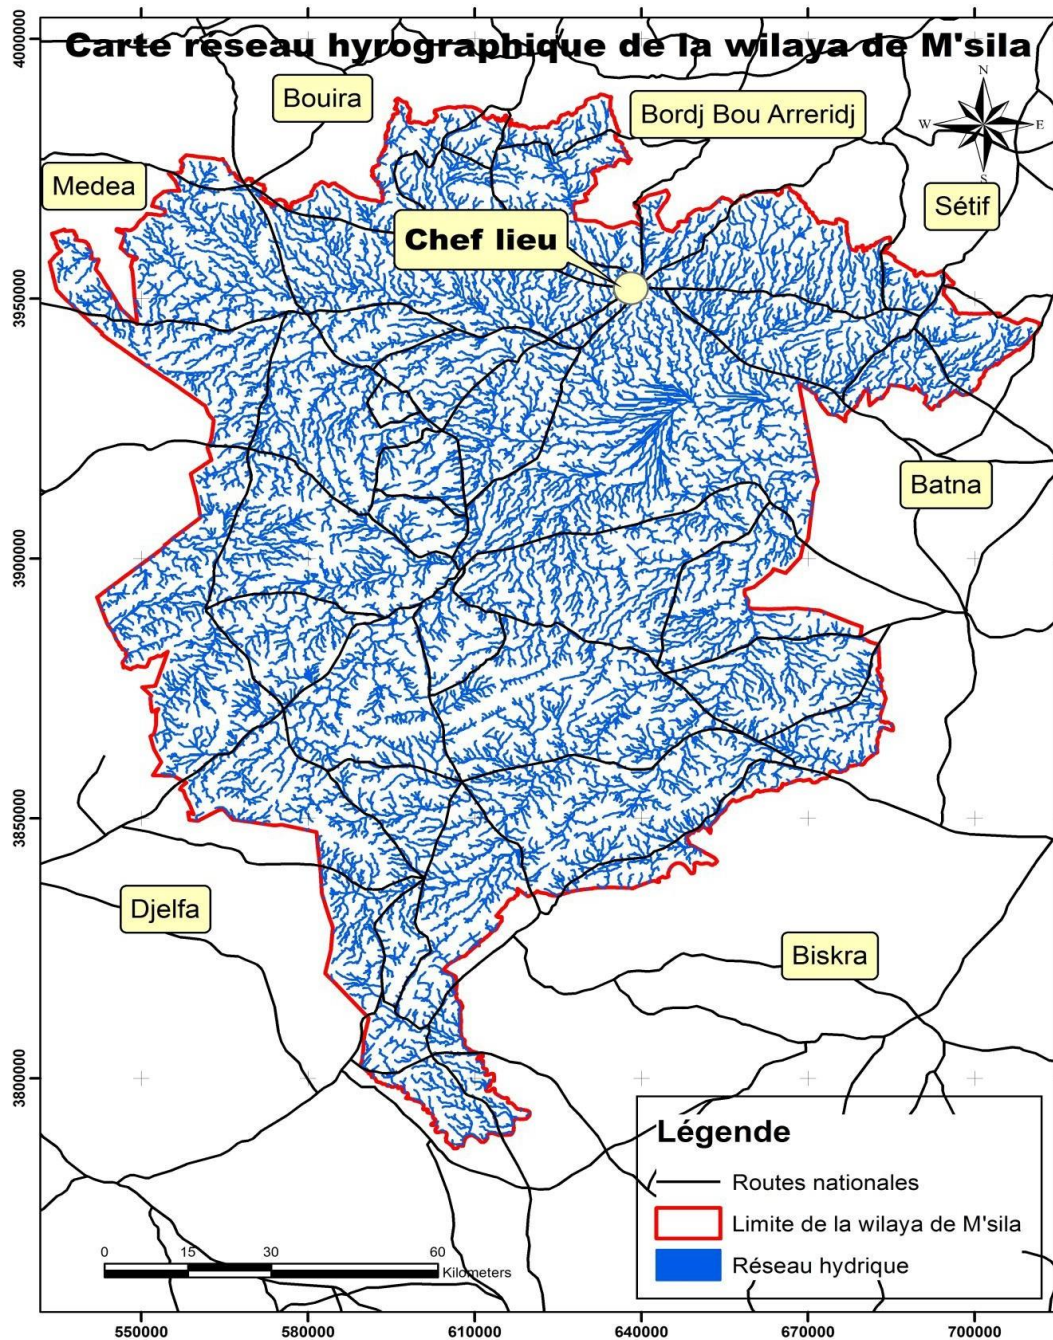 Carte réseau hyrographique de la wilaya de M'sila
N
W
E
S
Bouira
Bordj Bou Arreridj
Medea
Sétif
Chef lieu
Batna
Djelfa
Biskra
4000000
3950000
3900000
3850000
3800000
Légende
Routes nationales
Limite de la wilaya de M'sila
Réseau hydrique
0 15 30 60
Kilometers
550000 580000 610000 640000 670000 700000